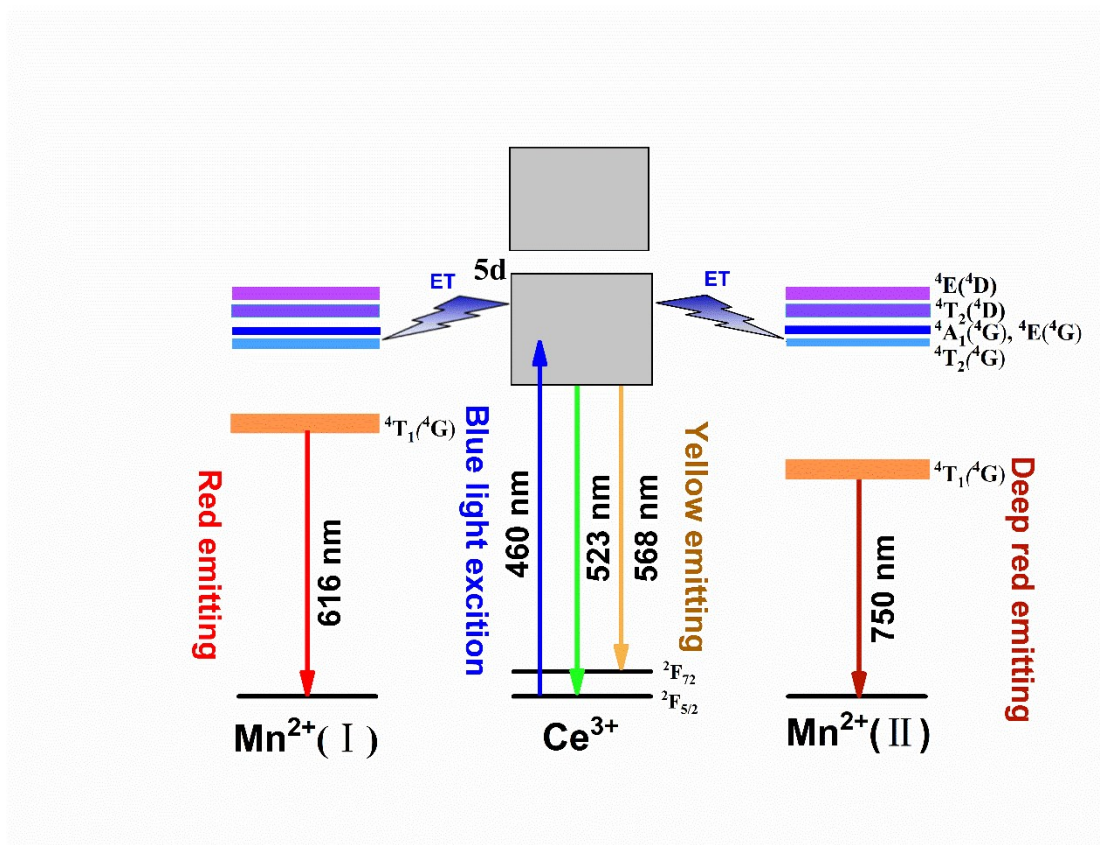 5d
ET
ET
⁴E(⁴D)
⁴T₂(⁴D)
⁴A₁(⁴G), ⁴E(⁴G)
⁴T₂(⁴G)
⁴T₁(⁴G)
⁴T₁(⁴G)
Red emitting
616 nm
Blue light excition
460 nm
523 nm
568 nm
Yellow emitting
750 nm
Deep red emitting
²F₇₂
²F₅/₂
Mn²⁺(Ⅰ)
Ce³⁺
Mn²⁺(Ⅱ)